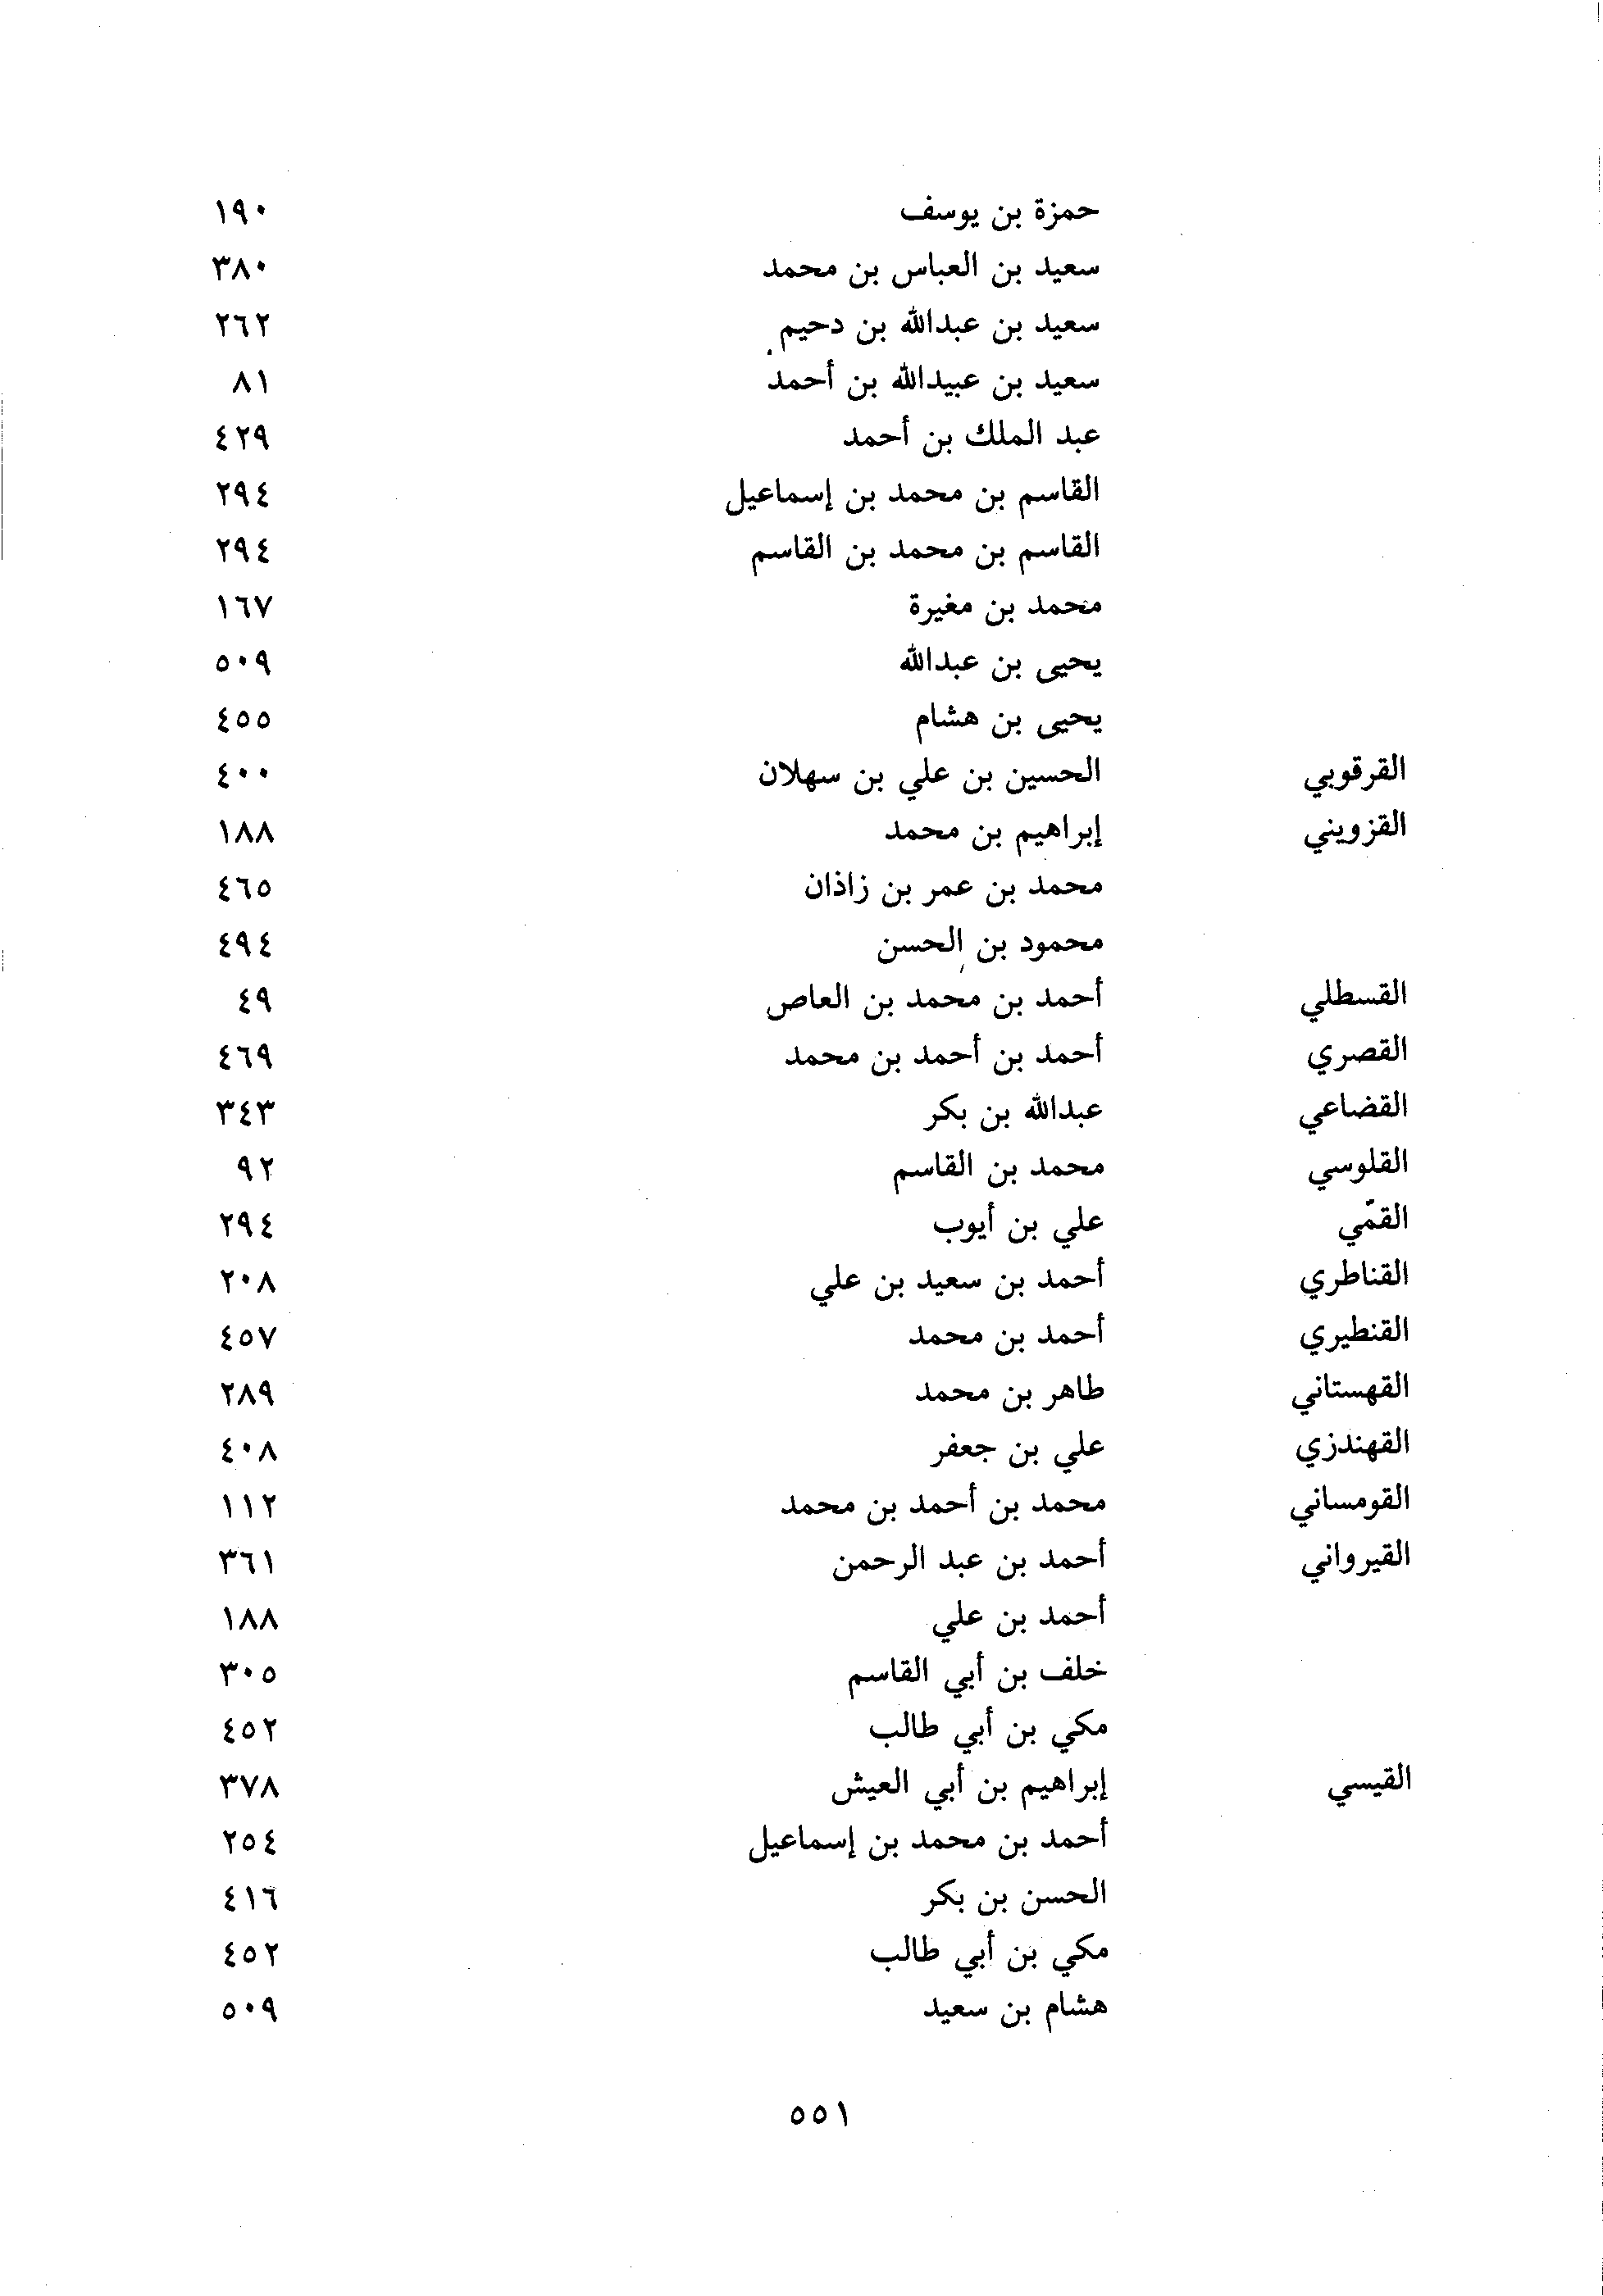 حمزة بن يوسف ١٩٠
سعيد بن العباس بن محمد ٣٨٠
سعيد بن عبدالله بن دحيم ٢٦٢
سعيد بن عبيدالله بن أحمد ٨١
عبد الملك بن أحمد ٤٢٩
القاسم بن محمد بن إسماعيل ٢٩٤
القاسم بن محمد بن القاسم ٢٩٤
محمد بن مغيرة ١٦٧
يحيى بن عبدالله ٥٠٩
يحيى بن هشام ٤٥٥
القرقوبي الحسين بن علي بن سهلان ٤٠٠
القزويني إبراهيم بن محمد ١٨٨
محمد بن عمر بن زاذان ٤٦٥
محمود بن الحسن ٤٩٤
القسطلي أحمد بن محمد بن العاص ٤٩
القصري أحمد بن أحمد بن محمد ٤٦٩
القضاعي عبدالله بن بكر ٣٤٣
القلوسي محمد بن القاسم ٩٢
القمّي علي بن أيوب ٢٩٤
القناطري أحمد بن سعيد بن علي ٢٠٨
القنطيري أحمد بن محمد ٤٥٧
القهستاني طاهر بن محمد ٢٨٩
القهندزي علي بن جعفر ٤٠٨
القومساني محمد بن أحمد بن محمد ١١٢
القيرواني أحمد بن عبد الرحمن ٣٦١
أحمد بن علي ١٨٨
خلف بن أبي القاسم ٣٠٥
مكي بن أبي طالب ٤٥٢
القيسي إبراهيم بن أبي العيش ٣٧٨
أحمد بن محمد بن إسماعيل ٢٥٤
الحسن بن بكر ٤١٦
مكي بن أبي طالب ٤٥٢
هشام بن سعيد ٥٠٩
٥٥١